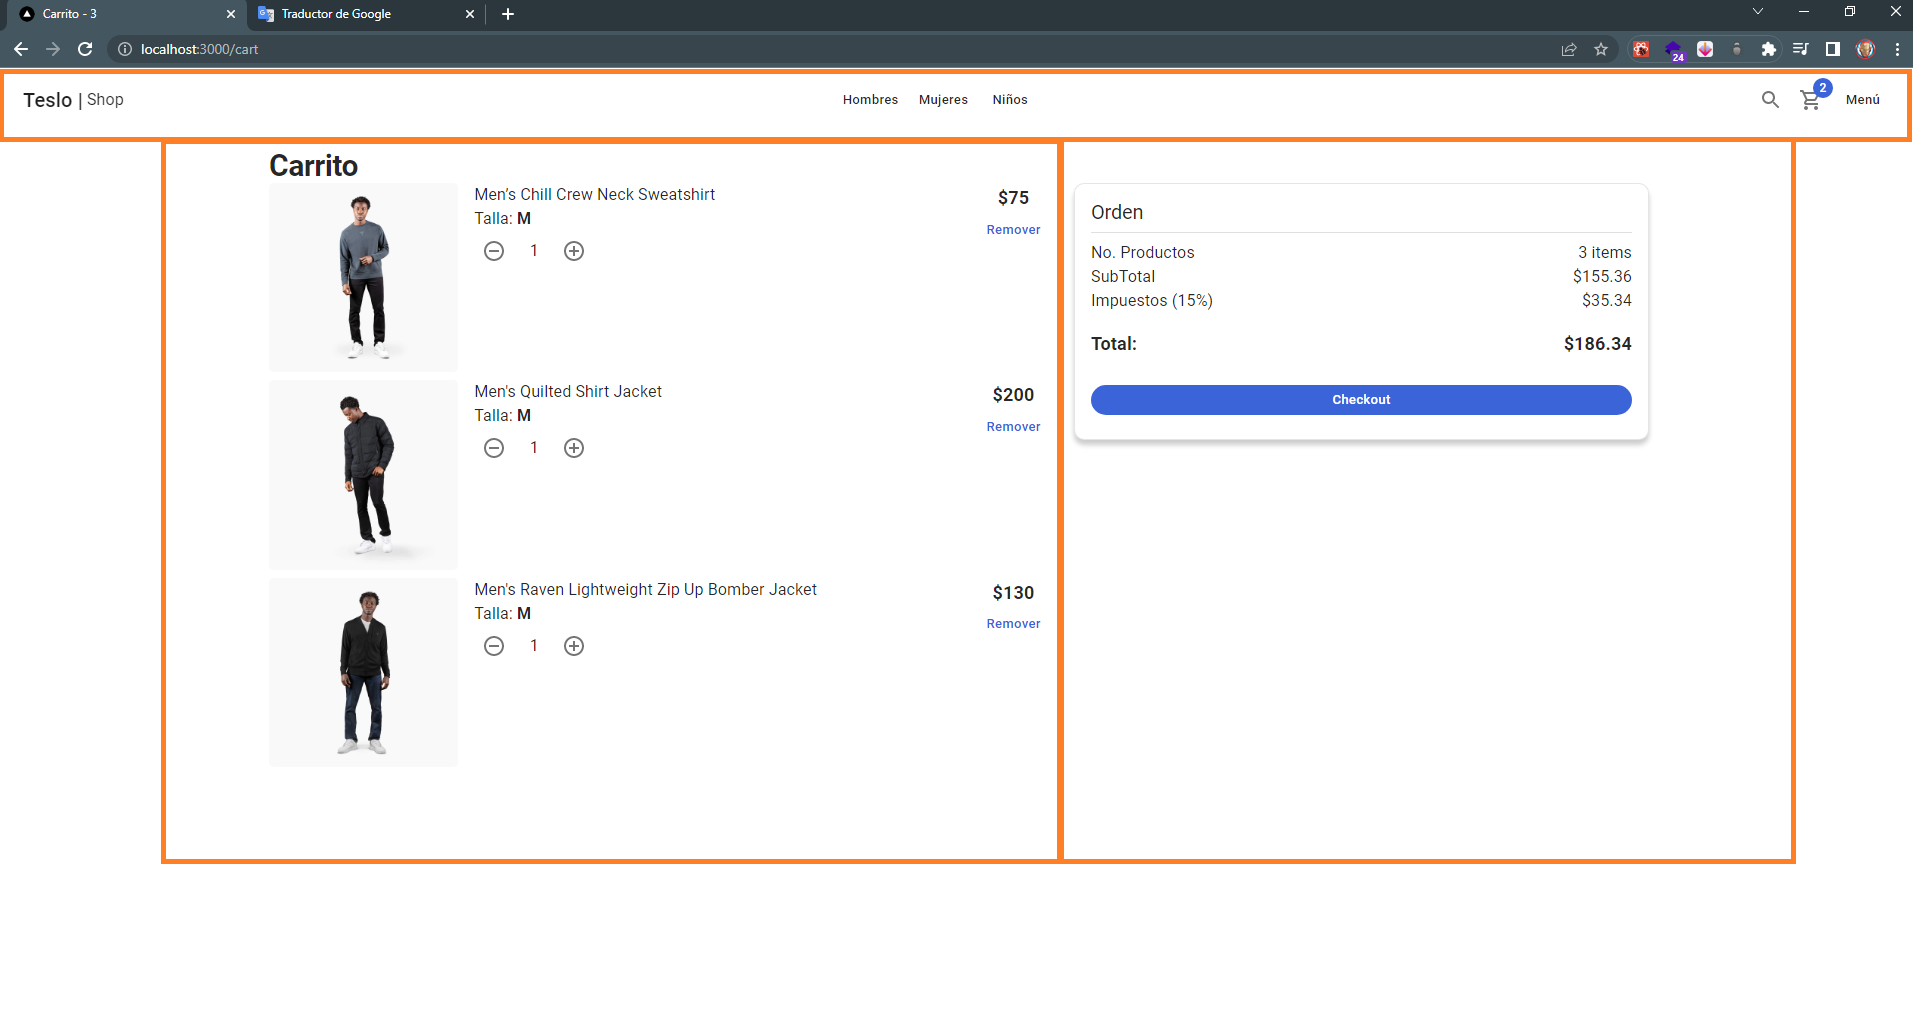 Carrito - 3
Traductor de Google
localhost:3000/cart
24
Teslo | Shop
Hombres Mujeres Niños
2
Menú
Carrito
Men’s Chill Crew Neck Sweatshirt
Talla: M
1
$75
Remover
Men's Quilted Shirt Jacket
Talla: M
1
$200
Remover
Men's Raven Lightweight Zip Up Bomber Jacket
Talla: M
1
$130
Remover
Orden
No. Productos 3 items
SubTotal $155.36
Impuestos (15%) $35.34
Total: $186.34
Checkout